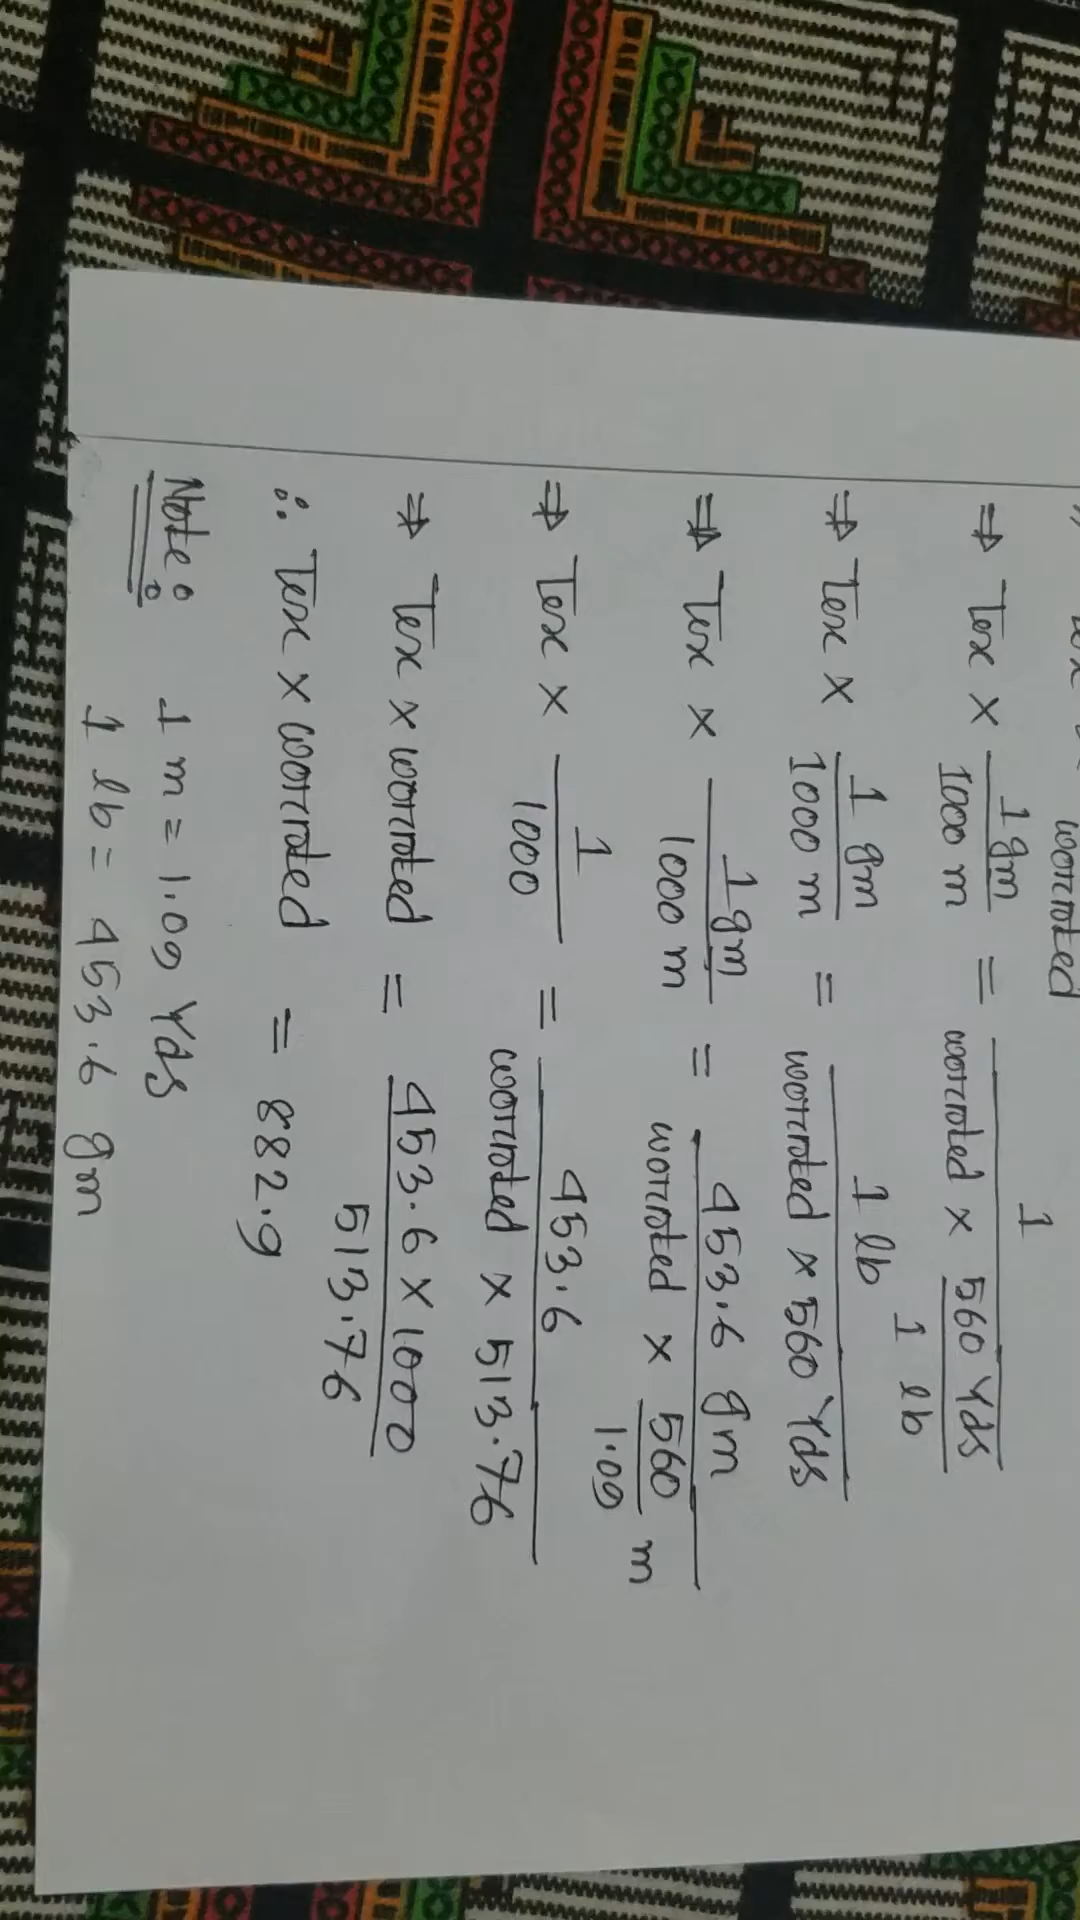 worsted
⇒ Tex × 1 gm / 1000 m = 1 / worsted × 560 Yds / 1 lb
⇒ Tex × 1 gm / 1000 m = 1 lb / worsted × 560 Yds
⇒ Tex × 1 gm / 1000 m = 453.6 gm / worsted × 560 / 1.09 m
⇒ Tex × 1 / 1000 = 453.6 / worsted × 513.76
⇒ Tex × worsted = 453.6 × 1000 / 513.76
∴ Tex × worsted = 882.9
Note: 1 m = 1.09 Yds
1 lb = 453.6 gm